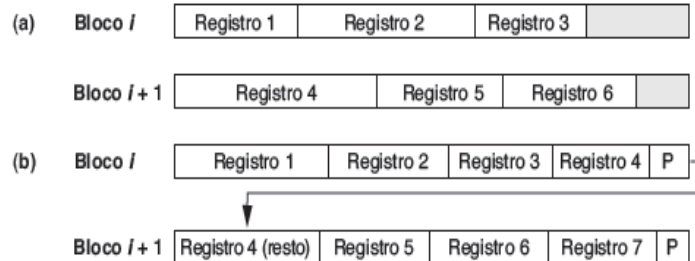 (a) Bloco i Registro 1 Registro 2 Registro 3
Bloco i + 1 Registro 4 Registro 5 Registro 6
(b) Bloco i Registro 1 Registro 2 Registro 3 Registro 4 P
Bloco i + 1 Registro 4 (resto) Registro 5 Registro 6 Registro 7 P